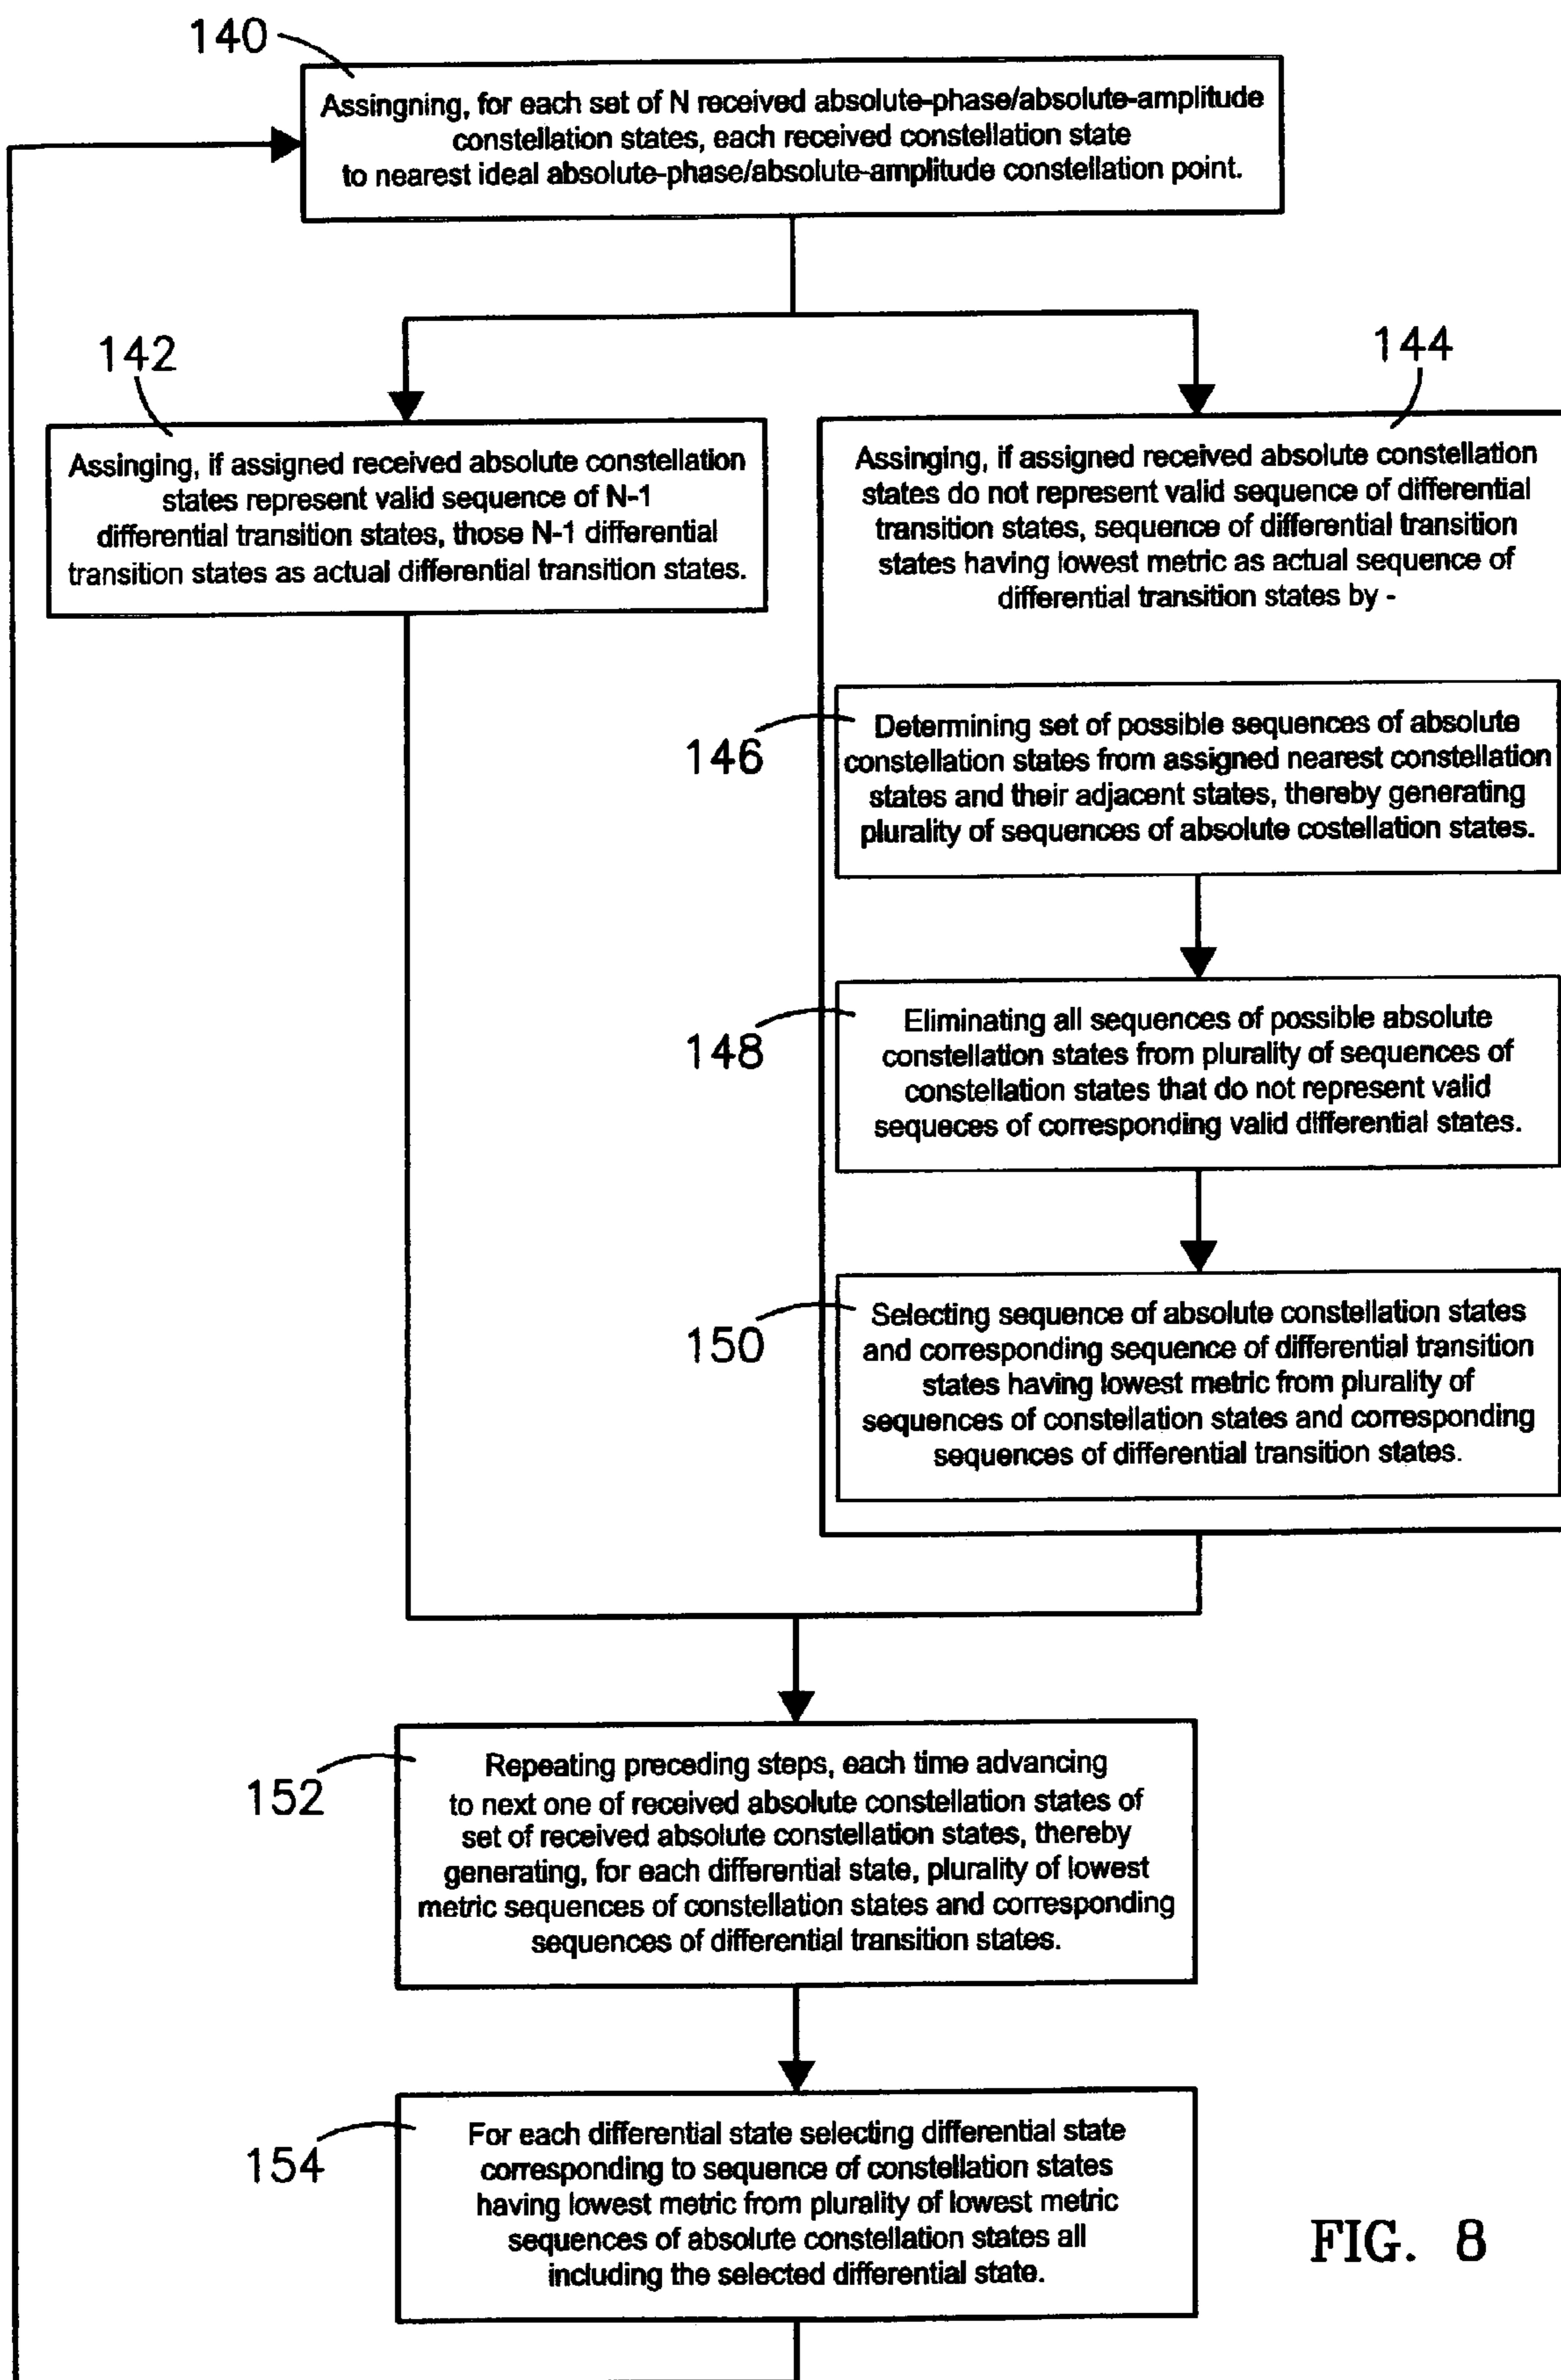 140
Assingning, for each set of N received absolute-phase/absolute-amplitude
constellation states, each received constellation state
to nearest ideal absolute-phase/absolute-amplitude constellation point.
142
Assinging, if assigned received absolute constellation
states represent valid sequence of N-1
differential transition states, those N-1 differential
transition states as actual differential transition states.
144
Assinging, if assigned received absolute constellation
states do not represent valid sequence of differential
transition states, sequence of differential transition
states having lowest metric as actual sequence of
differential transition states by -
146
Determining set of possible sequences of absolute
constellation states from assigned nearest constellation
states and their adjacent states, thereby generating
plurality of sequences of absolute costellation states.
148
Eliminating all sequences of possible absolute
constellation states from plurality of sequences of
constellation states that do not represent valid
sequeces of corresponding valid differential states.
150
Selecting sequence of absolute constellation states
and corresponding sequence of differential transition
states having lowest metric from plurality of
sequences of constellation states and corresponding
sequences of differential transition states.
152
Repeating preceding steps, each time advancing
to next one of received absolute constellation states of
set of received absolute constellation states, thereby
generating, for each differential state, plurality of lowest
metric sequences of constellation states and corresponding
sequences of differential transition states.
154
For each differential state selecting differential state
corresponding to sequence of constellation states
having lowest metric from plurality of lowest metric
sequences of absolute constellation states all
including the selected differential state.
FIG. 8